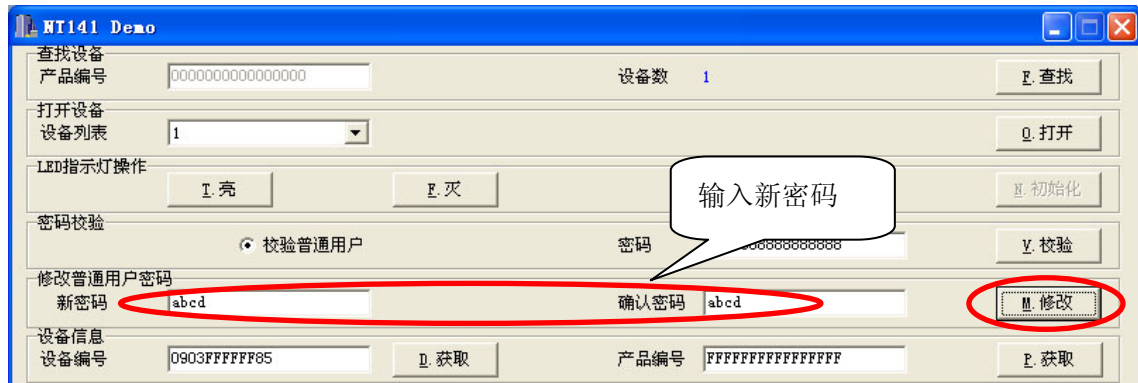 NT141 Demo
查找设备
产品编号 0000000000000000 设备数 1 F.查找
打开设备
设备列表 1 O.打开
LED指示灯操作
T.亮 F.灭 N.初始化
输入新密码
密码校验
校验普通用户 密码 V.校验
修改普通用户密码
新密码 abcd 确认密码 abcd M.修改
设备信息
设备编号 0903FFFFFF85 D.获取 产品编号 FFFFFFFFFFFFFFFF P.获取